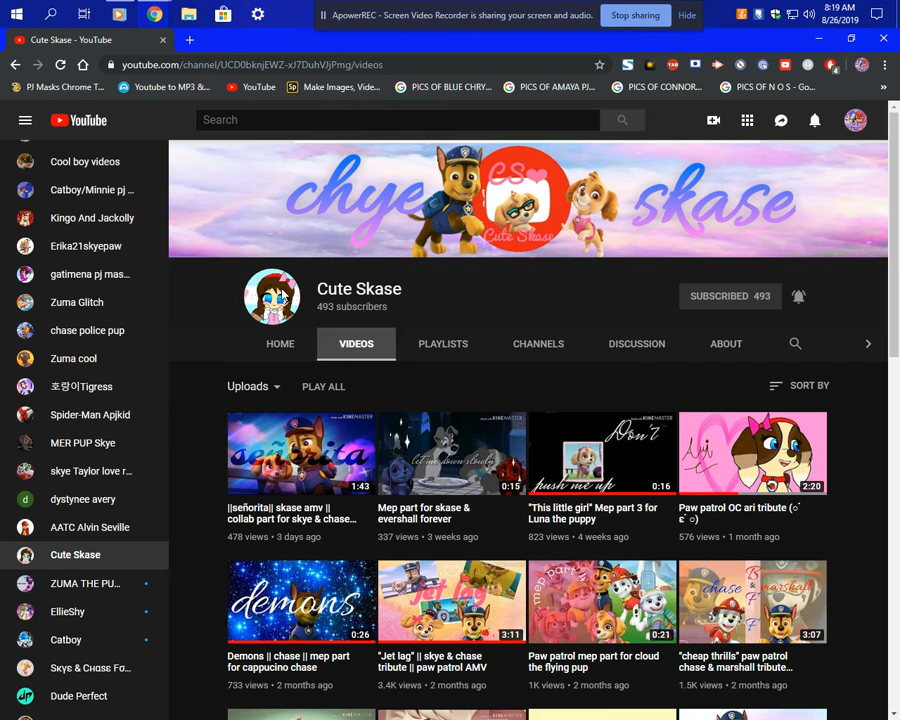 ApowerREC - Screen Video Recorder is sharing your screen and audio.
Stop sharing
Hide
8:19 AM
8/26/2019
Cute Skase - YouTube
youtube.com/channel/UCD0bknjEWZ-xJ7DuhVJjPmg/videos
PJ Masks Chrome T...
Youtube to MP3 &...
YouTube
Make Images, Vide...
PICS OF BLUE CHRY...
PICS OF AMAYA PJ...
PICS OF CONNOR...
PICS OF N O S - Go...
YouTube
Search
Cool boy videos
Catboy/Minnie pj ...
Kingo And Jackolly
Erika21skyepaw
gatimena pj mas...
Zuma Glitch
chase police pup
Zuma cool
호랑이Tigress
Spider-Man Apjkid
MER PUP Skye
skye Taylor love r...
dystynee avery
AATC Alvin Seville
Cute Skase
ZUMA THE PU...
EllieShy
Catboy
Dude Perfect
chye
CS
Cute Skase
skase
Cute Skase
493 subscribers
SUBSCRIBED 493
HOME
VIDEOS
PLAYLISTS
CHANNELS
DISCUSSION
ABOUT
Uploads
PLAY ALL
SORT BY
señorita
1:43
let me down slowly
0:15
Don't
push me up
0:16
Ari
2:20
||señorita|| skase amv ||
collab part for skye & chase...
478 views • 3 days ago
Mep part for skase &
evershall forever
337 views • 3 weeks ago
"This little girl" Mep part 3 for
Luna the puppy
823 views • 4 weeks ago
Paw patrol OC ari tribute
576 views • 1 month ago
demons
0:26
jet lag
3:11
mep part
0:21
chase
B
&
F
marshall
3:07
Demons || chase || mep part
for cappucino chase
733 views • 2 months ago
"Jet lag" || skye & chase
tribute || paw patrol AMV
3.4K views • 2 months ago
Paw patrol mep part for cloud
the flying pup
1K views • 2 months ago
"cheap thrills" paw patrol
chase & marshall tribute...
1.5K views • 2 months ago